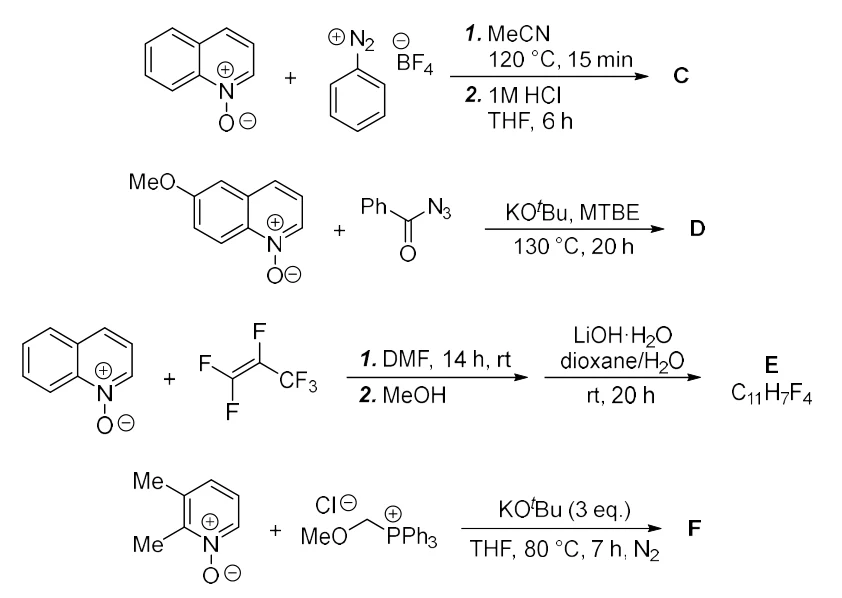 ⊕ N2 ⊖ BF4
1. MeCN
120 °C, 15 min
2. 1M HCl
THF, 6 h
C
+
⊕
N
O⊖
MeO
⊕
N
O⊖
+
Ph N3
O
KOtBu, MTBE
130 °C, 20 h
D
⊕
N
O⊖
+
F
F
CF3
F
1. DMF, 14 h, rt
2. MeOH
LiOH·H2O
dioxane/H2O
rt, 20 h
E
C11H7F4
Me
Me
⊕
N
O⊖
+
Cl⊖
MeO ⊕PPh3
KOtBu (3 eq.)
THF, 80 °C, 7 h, N2
F